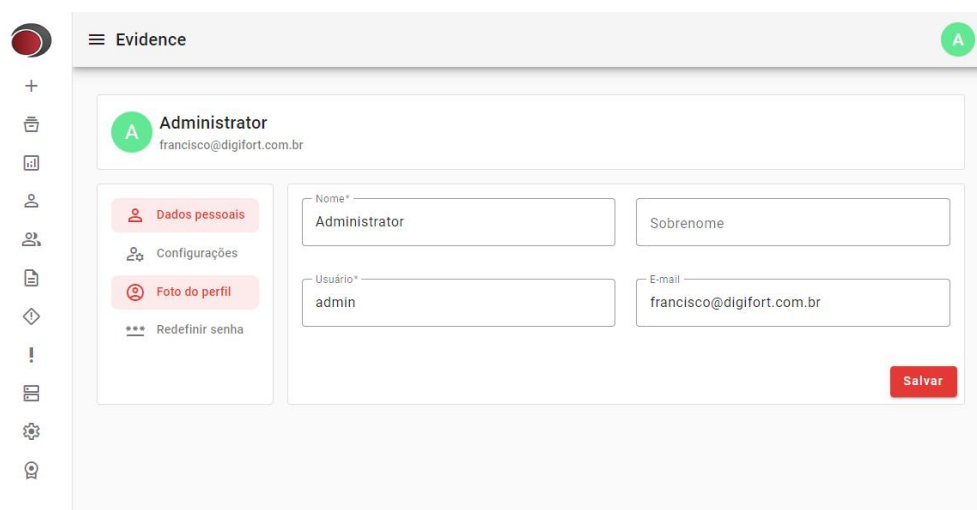 Evidence
A
A
Administrator
francisco@digifort.com.br
Dados pessoais
Configurações
Foto do perfil
Redefinir senha
Nome*
Administrator
Sobrenome
Usuário*
admin
E-mail
francisco@digifort.com.br
Salvar